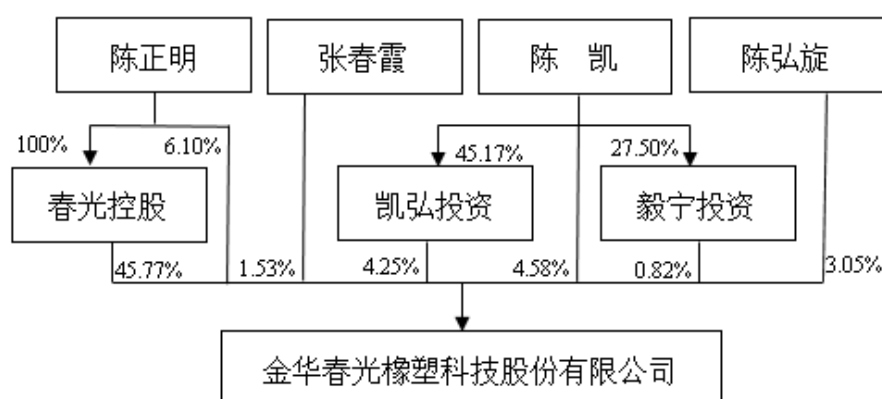 陈正明
张春霞
陈 凯
陈弘旋
100%
6.10%
45.17%
27.50%
春光控股
凯弘投资
毅宁投资
45.77%
1.53%
4.25%
4.58%
0.82%
3.05%
金华春光橡塑科技股份有限公司